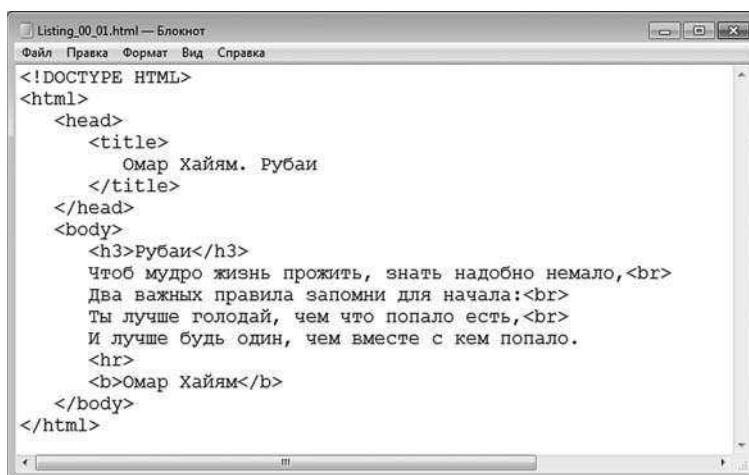 Listing_00_01.html — Блокнот
Файл Правка Формат Вид Справка
<!DOCTYPE HTML>
<html>
<head>
<title>
Омар Хайям. Рубаи
</title>
</head>
<body>
<h3>Рубаи</h3>
Чтоб мудро жизнь прожить, знать надобно немало,<br>
Два важных правила запомни для начала:<br>
Ты лучше голодай, чем что попало есть,<br>
И лучше будь один, чем вместе с кем попало.
<hr>
<b>Омар Хайям</b>
</body>
</html>